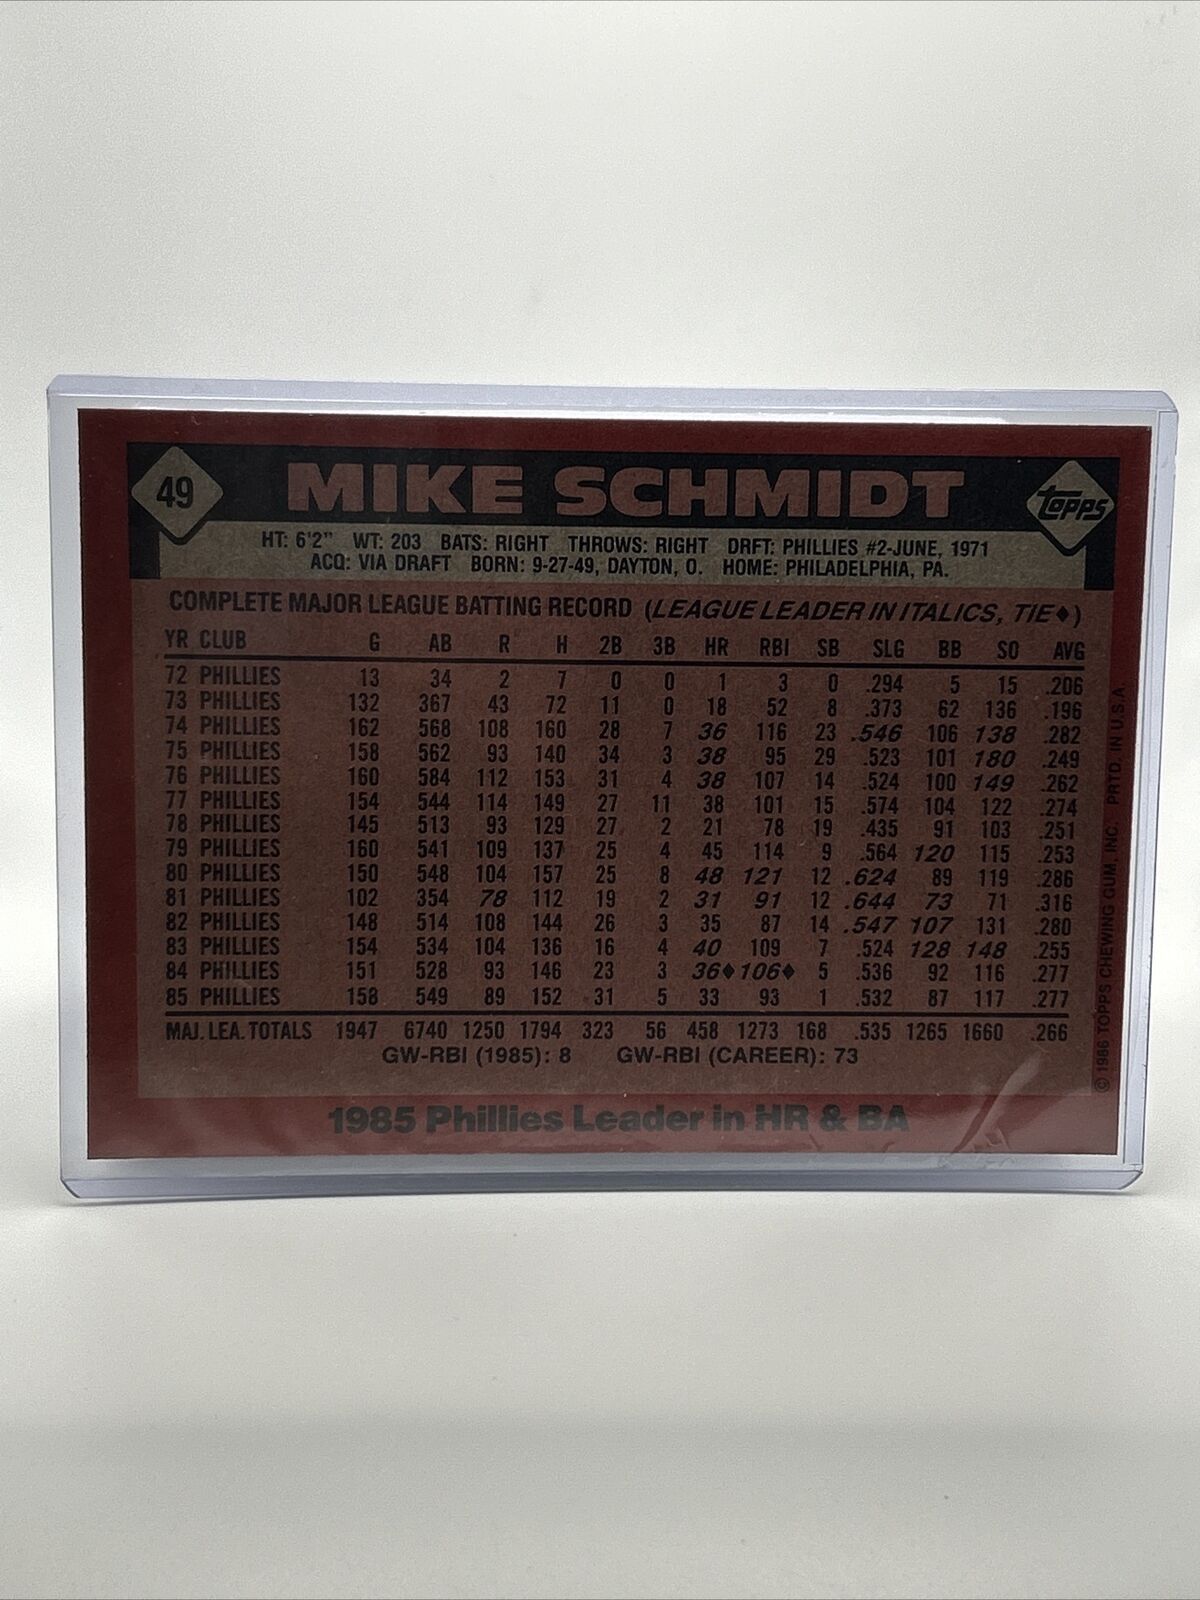 49 MIKE SCHMIDT TOPPS
HT: 6'2" WT: 203 BATS: RIGHT THROWS: RIGHT DRFT: PHILLIES #2-JUNE, 1971
ACQ: VIA DRAFT BORN: 9-27-49, DAYTON, O. HOME: PHILADELPHIA, PA.
COMPLETE MAJOR LEAGUE BATTING RECORD (LEAGUE LEADER IN ITALICS, TIE♦)
YR CLUB G AB R H 2B 3B HR RBI SB SLG BB SO AVG
72 PHILLIES 13 34 2 7 0 0 1 3 0 .294 5 15 .206
73 PHILLIES 132 367 43 72 11 0 18 52 8 .373 62 136 .196
74 PHILLIES 162 568 108 160 28 7 36 116 23 .546 106 138 .282
75 PHILLIES 158 562 93 140 34 3 38 95 29 .523 101 180 .249
76 PHILLIES 160 584 112 153 31 4 38 107 14 .524 100 149 .262
77 PHILLIES 154 544 114 149 27 11 38 101 15 .574 104 122 .274
78 PHILLIES 145 513 93 129 27 2 21 78 19 .435 91 103 .251
79 PHILLIES 160 541 109 137 25 4 45 114 9 .564 120 115 .253
80 PHILLIES 150 548 104 157 25 8 48 121 12 .624 89 119 .286
81 PHILLIES 102 354 78 112 19 2 31 91 12 .644 73 71 .316
82 PHILLIES 148 514 108 144 26 3 35 87 14 .547 107 131 .280
83 PHILLIES 154 534 104 136 16 4 40 109 7 .524 128 148 .255
84 PHILLIES 151 528 93 146 23 3 36♦ 106♦ 5 .536 92 116 .277
85 PHILLIES 158 549 89 152 31 5 33 93 1 .532 87 117 .277
MAJ. LEA. TOTALS 1947 6740 1250 1794 323 56 458 1273 168 .535 1265 1660 .266
GW-RBI (1985): 8 GW-RBI (CAREER): 73
1985 Phillies Leader in HR & BA
© 1986 TOPPS CHEWING GUM, INC. PRTD. IN U.S.A.